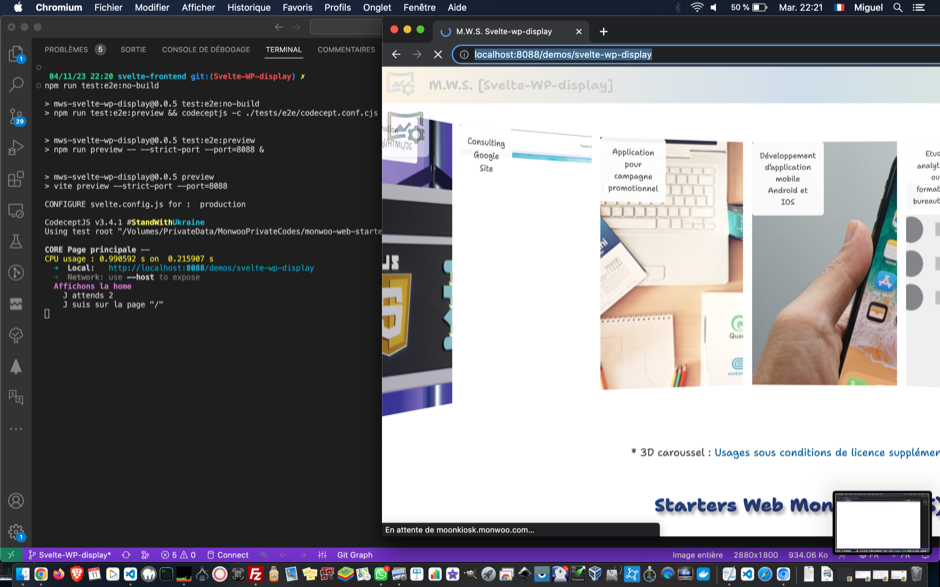 Chromium Fichier Modifier Afficher Historique Favoris Profils Onglet Fenêtre Aide
50 % Mar. 22:21 Miguel
PROBLÈMES 5 SORTIE CONSOLE DE DÉBOGAGE TERMINAL COMMENTAIRES
04/11/23 22:20 svelte-frontend git:(Svelte-WP-display) ✗
npm run test:e2e:no-build
> mws-svelte-wp-display@0.0.5 test:e2e:no-build
> npm run test:e2e:preview && codeceptjs -c ./tests/e2e/codecept.conf.cjs
> mws-svelte-wp-display@0.0.5 test:e2e:preview
> npm run preview -- --strict-port --port=8088 &
> mws-svelte-wp-display@0.0.5 preview
> vite preview --strict-port --port=8088
CONFIGURE svelte.config.js for : production
CodeceptJS v3.4.1 #StandWithUkraine
Using test root "/Volumes/PrivateData/MonwooPrivateCodes/monwoo-web-starte
CORE Page principale --
CPU usage : 0.990592 s on 0.215907 s
➜ Local: http://localhost:8088/demos/svelte-wp-display
➜ Network: use --host to expose
Affichons la home
J attends 2
J suis sur la page "/"
1
29
1
M.W.S. Svelte-wp-display
localhost:8088/demos/svelte-wp-display
M.W.S. [Svelte-WP-display]
/HTML/JS
Consulting
Google
Site
Application
pour
campagne
promotionnel
Développement
d'application
mobile
Android et
IOS
Etud
analyt
ou
format
bureaut
* 3D caroussel : Usages sous conditions de licence supplémen
Starters Web Mon
En attente de moonkiosk.monwoo.com...
Svelte-WP-display* 5 0 Connect Git Graph Image entière 2880x1800 934.06 Ko